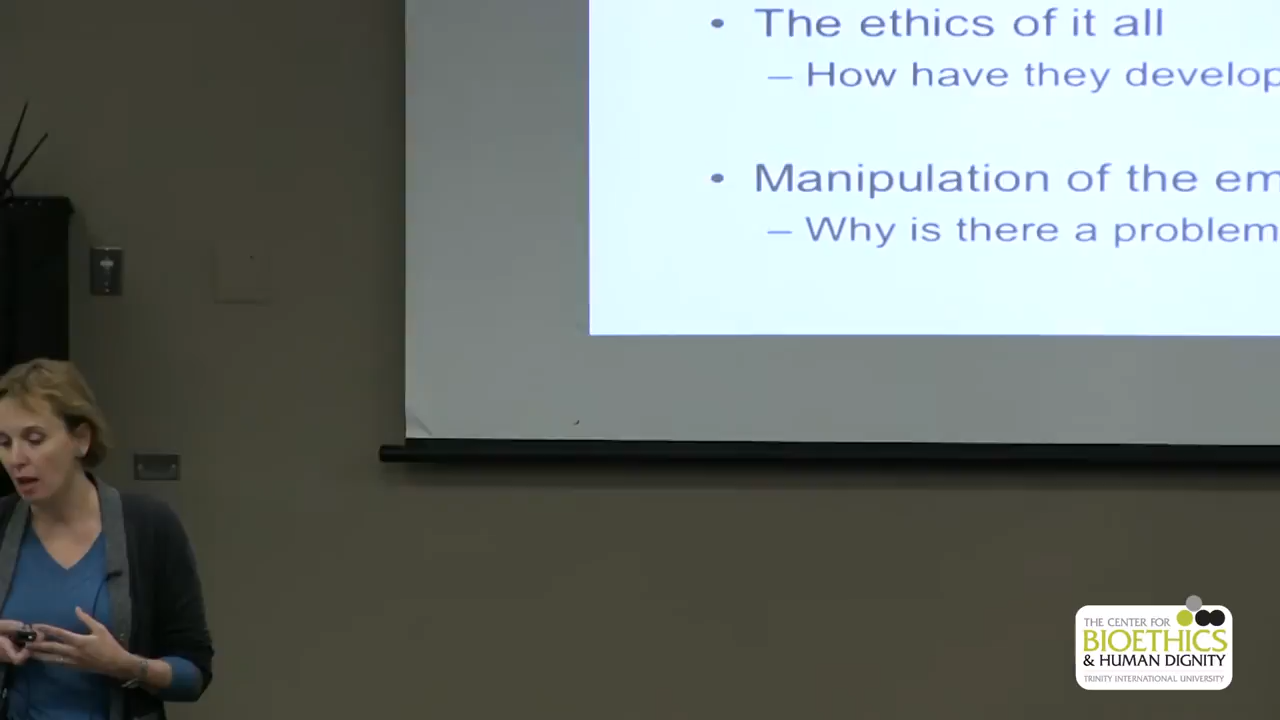 • The ethics of it all
– How have they develop
• Manipulation of the em
– Why is there a problem
THE CENTER FOR
BIOETHICS
& HUMAN DIGNITY
TRINITY INTERNATIONAL UNIVERSITY